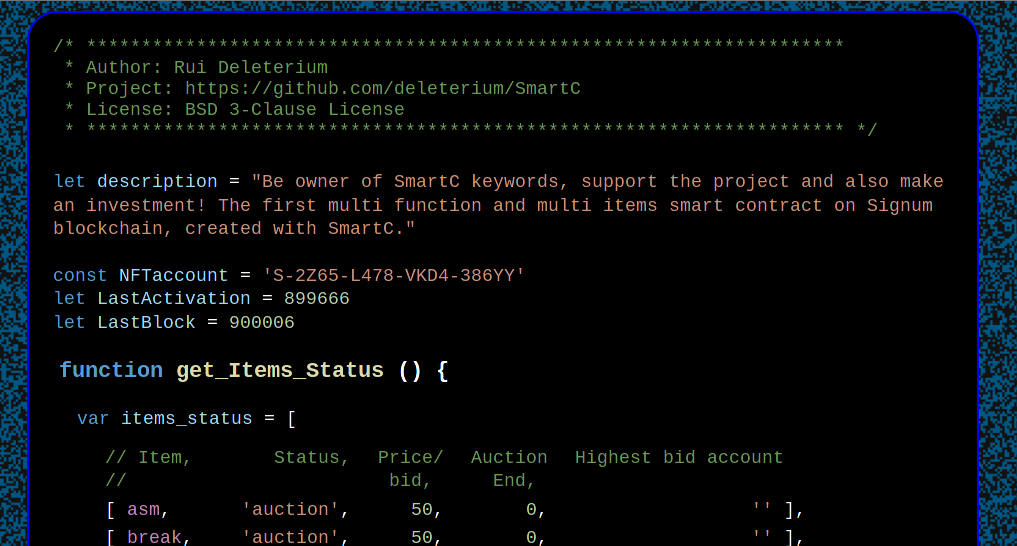 /* *********************************************************************
 * Author: Rui Deleterium
 * Project: https://github.com/deleterium/SmartC
 * License: BSD 3-Clause License
 * ********************************************************************* */
let description = "Be owner of SmartC keywords, support the project and also make
an investment! The first multi function and multi items smart contract on Signum
blockchain, created with SmartC."
const NFTaccount = 'S-2Z65-L478-VKD4-386YY'
let LastActivation = 899666
let LastBlock = 900006
function get_Items_Status () {
var items_status = [
// Item, Status, Price/ Auction Highest bid account
// bid, End,
[ asm, 'auction', 50, 0, '' ],
[ break, 'auction', 50, 0, '' ],